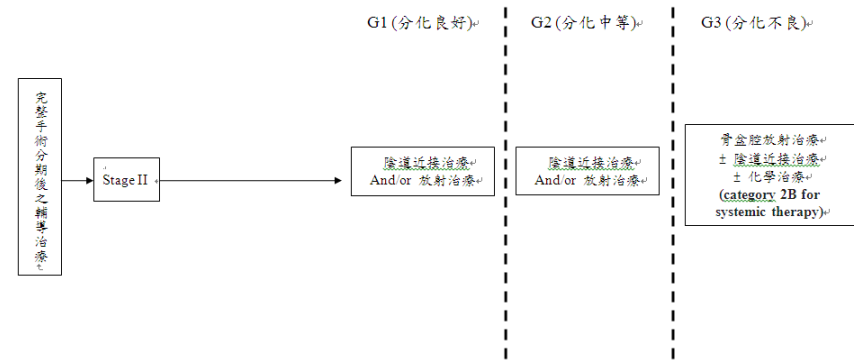 G1 (分化良好)
G2 (分化中等)
G3 (分化不良)
完整手術分期後之輔導治療
Stage II
陰道近接治療
And/or 放射治療
陰道近接治療
And/or 放射治療
骨盆腔放射治療
± 陰道近接治療
± 化學治療
(category 2B for
systemic therapy)